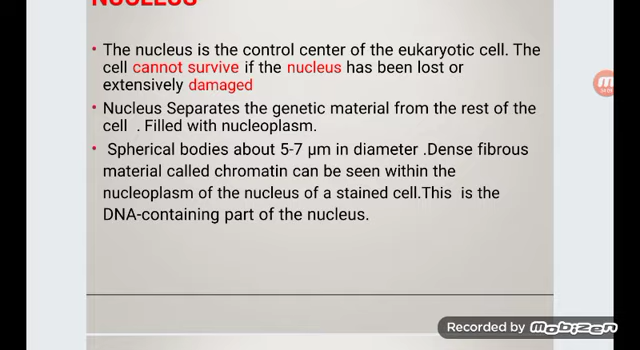 NUCLEUS
• The nucleus is the control center of the eukaryotic cell. The
cell cannot survive if the nucleus has been lost or
extensively damaged
• Nucleus Separates the genetic material from the rest of the
cell . Filled with nucleoplasm.
• Spherical bodies about 5-7 μm in diameter .Dense fibrous
material called chromatin can be seen within the
nucleoplasm of the nucleus of a stained cell.This is the
DNA-containing part of the nucleus.
Recorded by Mobizen